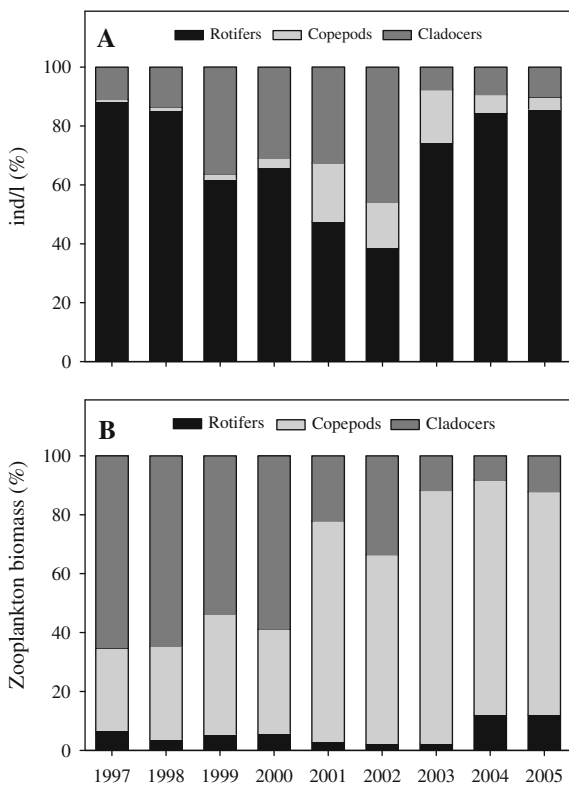 A
Rotifers Copepods Cladocers
100
80
60
40
20
0
ind/l (%)
B
Rotifers Copepods Cladocers
100
80
60
40
20
0
Zooplankton biomass (%)
1997 1998 1999 2000 2001 2002 2003 2004 2005